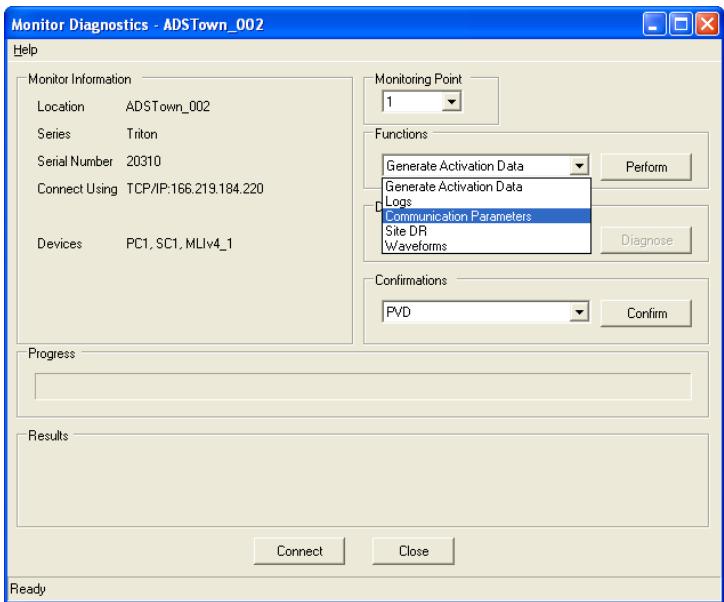 Monitor Diagnostics - ADSTown_002
Help
Monitor Information
Location ADSTown_002
Series Triton
Serial Number 20310
Connect Using TCP/IP:166.219.184.220
Devices PC1, SC1, MLIv4_1
Monitoring Point
1
Functions
Generate Activation Data
Perform
Generate Activation Data
Logs
Communication Parameters
Site DR
Waveforms
Diagnose
Confirmations
PVD
Confirm
Progress
Results
Connect
Close
Ready